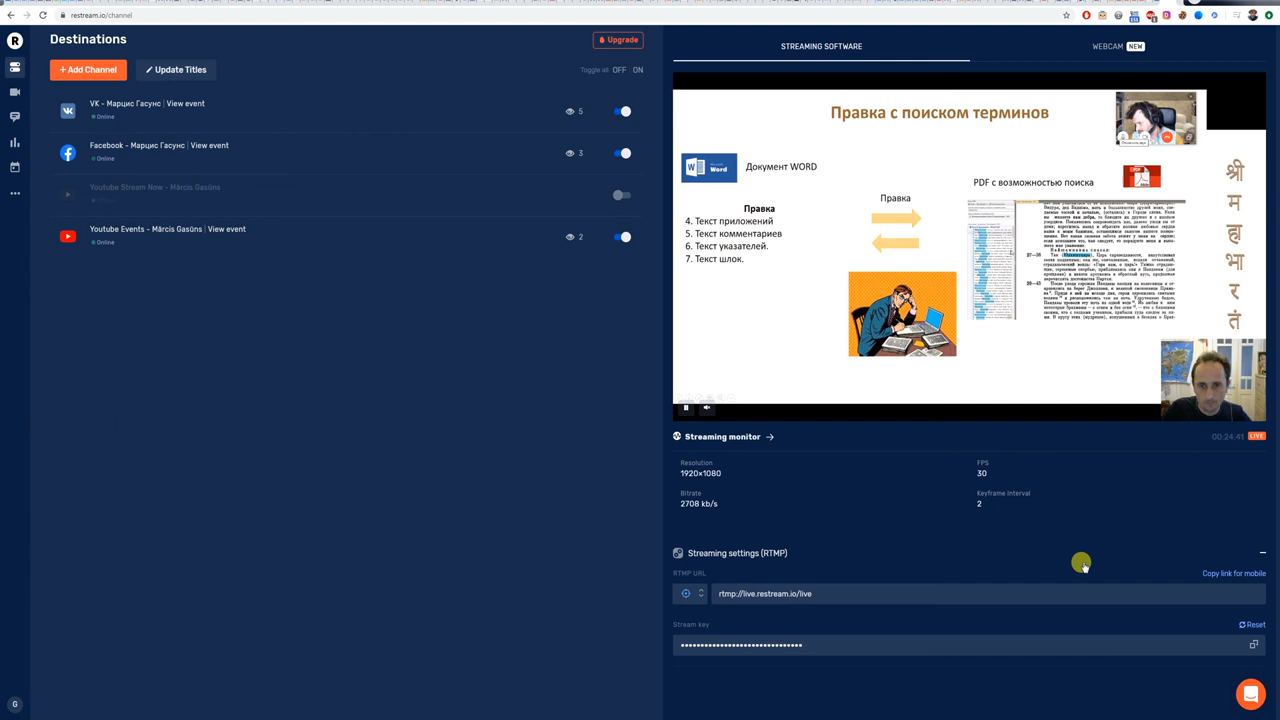 restream.io/channel
Destinations
Upgrade
+ Add Channel
Update Titles
Toggle all OFF ON
VK - Марцис Гасунс | View event
Online
5
Facebook - Марцис Гасунс | View event
Online
3
Youtube Stream Now - Mārcis Gasūns
Youtube Events - Mārcis Gasūns | View event
Online
2
G
STREAMING SOFTWARE
WEBCAM NEW
Правка с поиском терминов
Word
Документ WORD
PDF с возможностью поиска
Правка
Правка
4. Текст приложений
5. Текст комментариев
6. Текст указателей.
7. Текст шлок.
श्री
म
हा
भा
र
तं
Streaming monitor →
00:24:41 LIVE
Resolution
1920×1080
FPS
30
Bitrate
2708 kb/s
Keyframe Interval
2
Streaming settings (RTMP)
RTMP URL
Copy link for mobile
rtmp://live.restream.io/live
Stream key
Reset